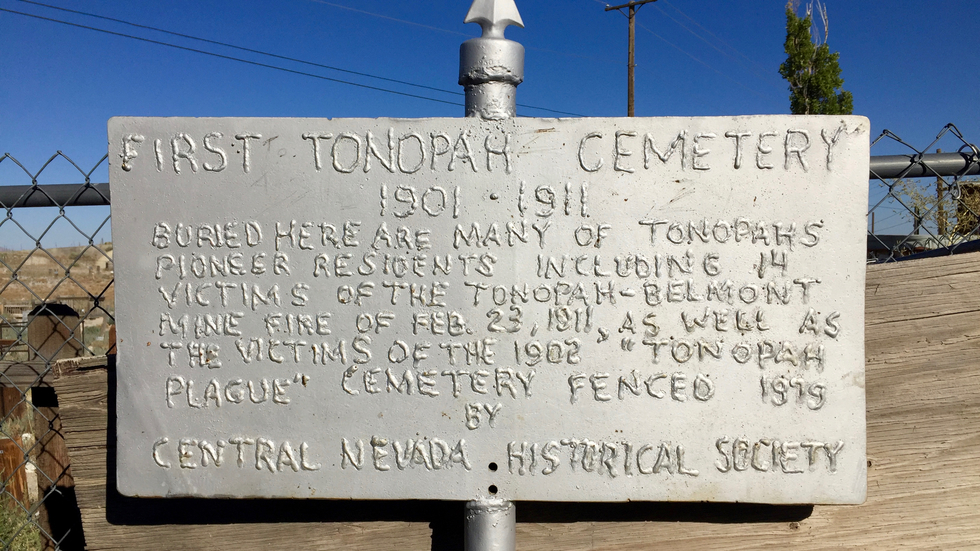 FIRST TONOPAH CEMETERY
1901 · 1911
BURIED HERE ARE MANY OF TONOPAHS
PIONEER RESIDENTS INCLUDING 14
VICTIMS OF THE TONOPAH-BELMONT
MINE FIRE OF FEB. 23, 1911, AS WELL AS
THE VICTIMS OF THE 1902 "TONOPAH
PLAGUE" CEMETERY FENCED 1979
BY
CENTRAL NEVADA HISTORICAL SOCIETY